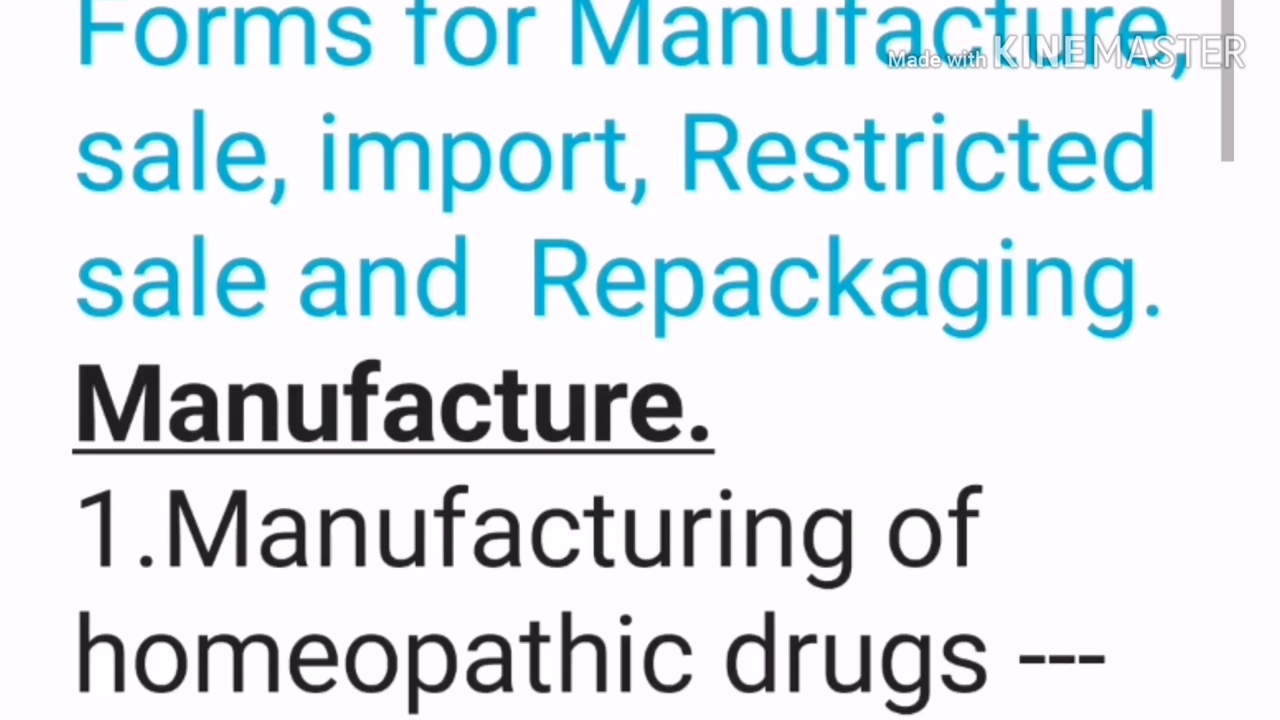 Forms for Manufacture,
Made with KINEMASTER
sale, import, Restricted
sale and Repackaging.
Manufacture.
1.Manufacturing of
homeopathic drugs ---